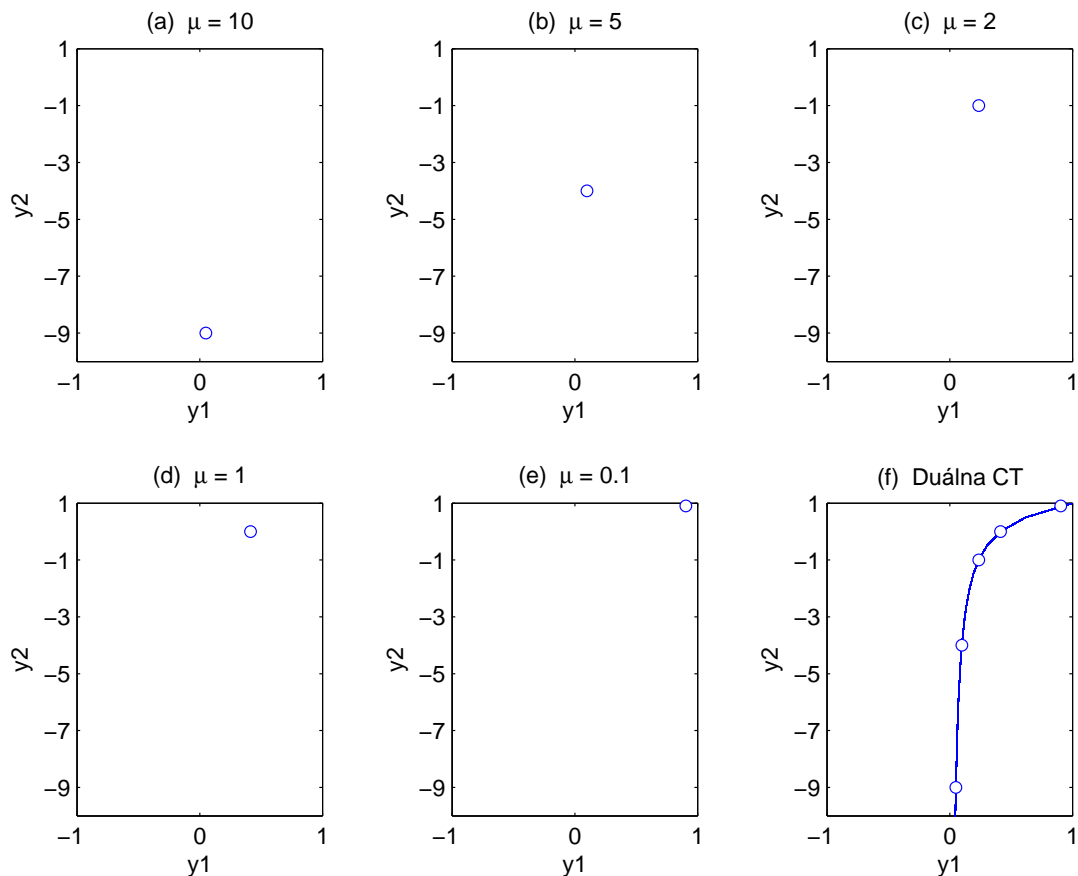 (a) μ = 10
(b) μ = 5
(c) μ = 2
1
−1
−3
−5
−7
−9
y2
−1 0 1
y1
1
−1
−3
−5
−7
−9
y2
−1 0 1
y1
1
−1
−3
−5
−7
−9
y2
−1 0 1
y1
(d) μ = 1
(e) μ = 0.1
(f) Duálna CT
1
−1
−3
−5
−7
−9
y2
−1 0 1
y1
1
−1
−3
−5
−7
−9
y2
−1 0 1
y1
1
−1
−3
−5
−7
−9
y2
−1 0 1
y1